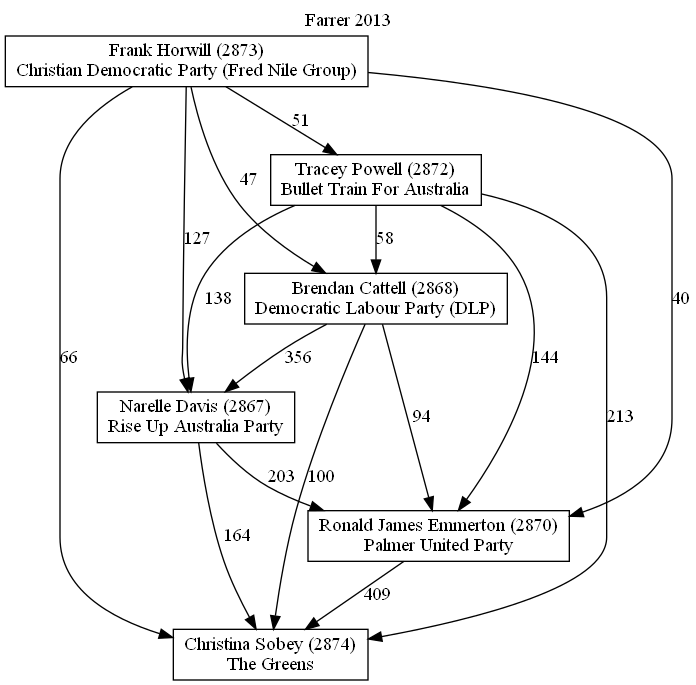 Farrer 2013
Frank Horwill (2873)
Christian Democratic Party (Fred Nile Group)
51
Tracey Powell (2872)
Bullet Train For Australia
47
127
58
138
Brendan Cattell (2868)
Democratic Labour Party (DLP)
40
66
356
144
Narelle Davis (2867)
Rise Up Australia Party
94
213
203
100
Ronald James Emmerton (2870)
Palmer United Party
164
409
Christina Sobey (2874)
The Greens